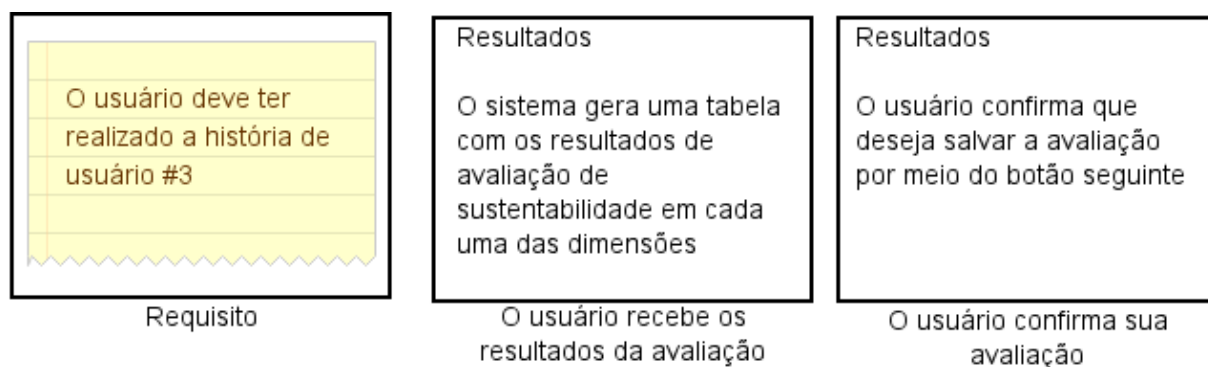 O usuário deve ter
realizado a história de
usuário #3
Requisito
Resultados
O sistema gera uma tabela
com os resultados de
avaliação de
sustentabilidade em cada
uma das dimensões
O usuário recebe os
resultados da avaliação
Resultados
O usuário confirma que
deseja salvar a avaliação
por meio do botão seguinte
O usuário confirma sua
avaliação